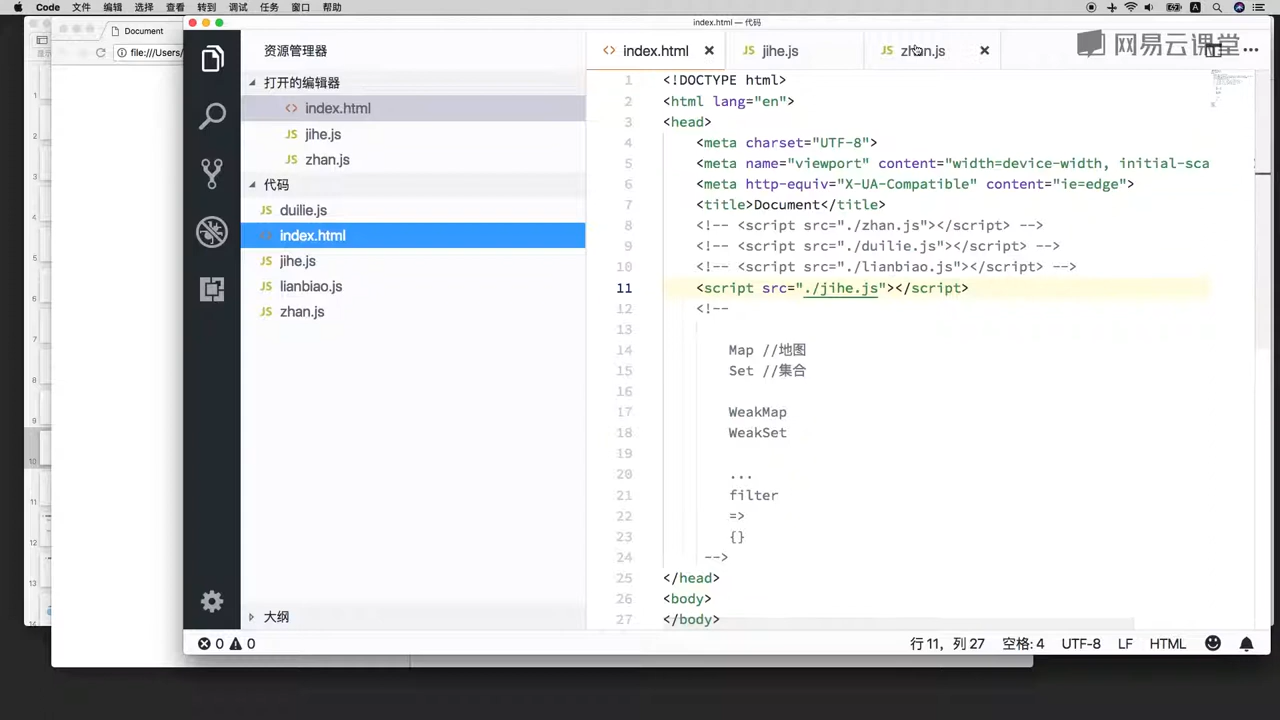 Code 文件 编辑 选择 查看 转到 调试 任务 窗口 帮助
Document
file:///Users/
index.html — 代码
资源管理器
打开的编辑器
index.html
JS jihe.js
JS zhan.js
代码
JS duilie.js
index.html
JS jihe.js
JS lianbiao.js
JS zhan.js
大纲
index.html JS jihe.js JS zhan.js
网易云课堂
1 <!DOCTYPE html>
2 <html lang="en">
3 <head>
4 <meta charset="UTF-8">
5 <meta name="viewport" content="width=device-width, initial-sca
6 <meta http-equiv="X-UA-Compatible" content="ie=edge">
7 <title>Document</title>
8 <!-- <script src="./zhan.js"></script> -->
9 <!-- <script src="./duilie.js"></script> -->
10 <!-- <script src="./lianbiao.js"></script> -->
11 <script src="./jihe.js"></script>
12 <!--
13
14 Map //地图
15 Set //集合
16
17 WeakMap
18 WeakSet
19
20 ...
21 filter
22 =>
23 {}
24 -->
25 </head>
26 <body>
27 </body>
0 0 行 11，列 27 空格: 4 UTF-8 LF HTML